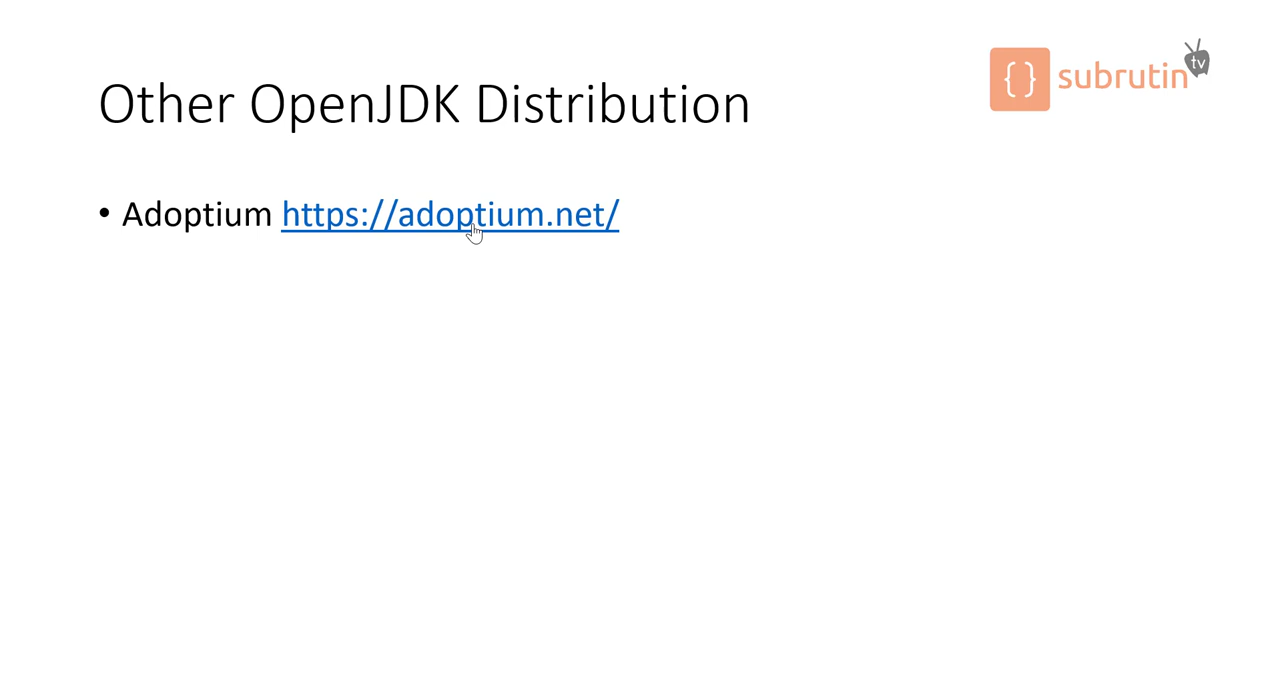 { } subrutin tv
Other OpenJDK Distribution
• Adoptium https://adoptium.net/